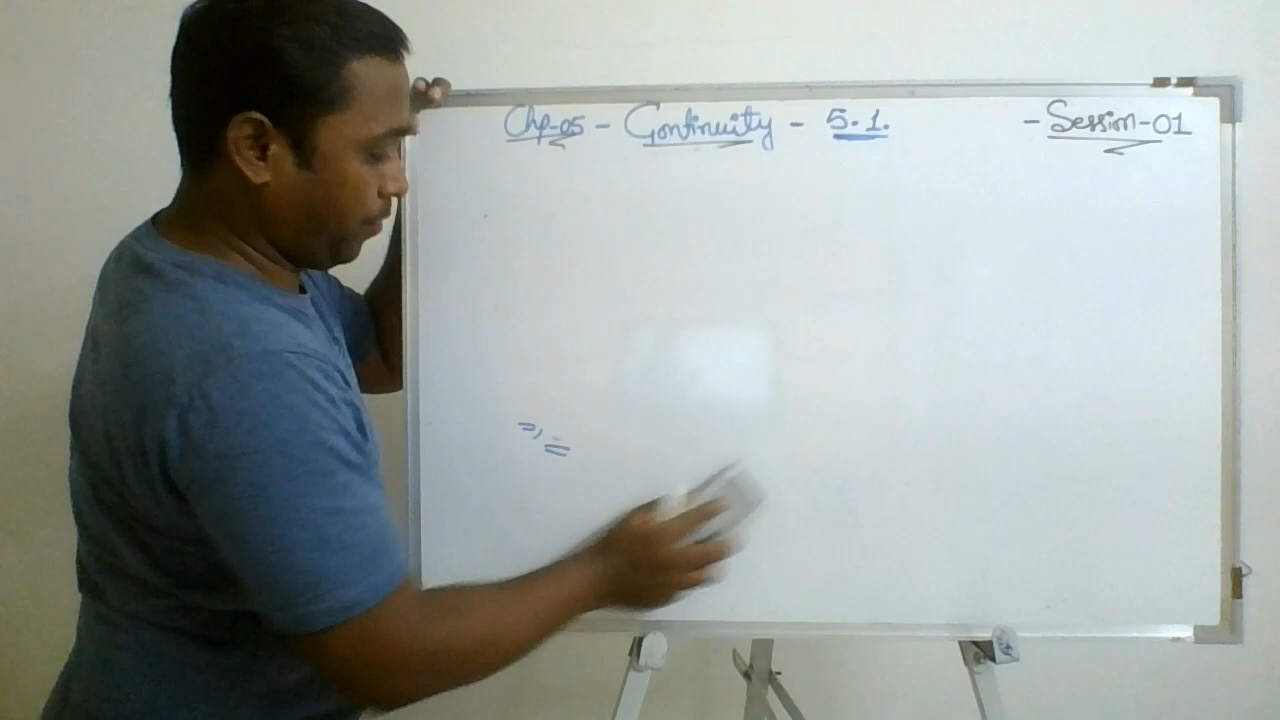 Chp-05 - Continuity - 5.1. - Session-01
=, =